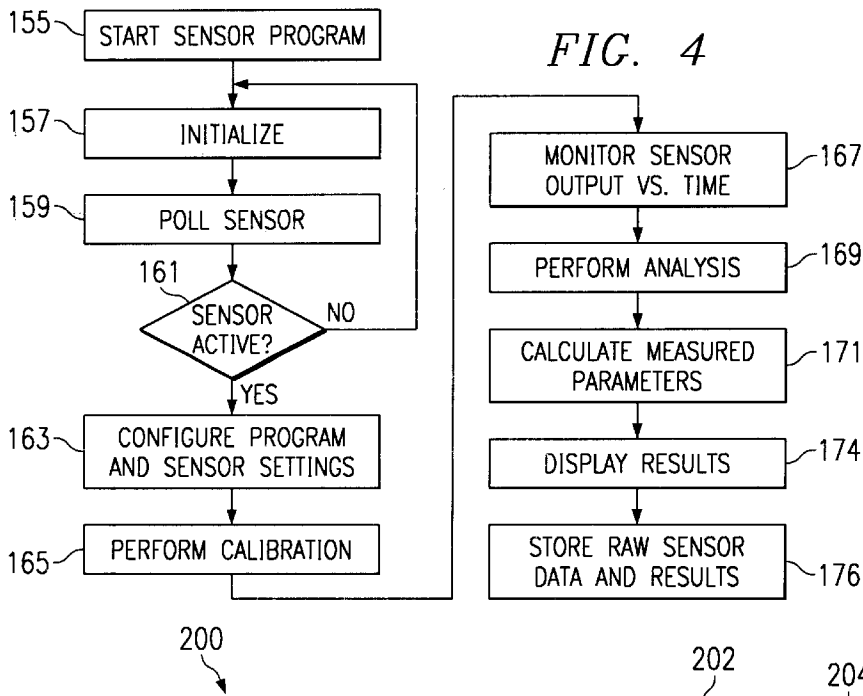 155
START SENSOR PROGRAM
FIG. 4
157
INITIALIZE
159
POLL SENSOR
161
SENSOR
ACTIVE?
NO
YES
163
CONFIGURE PROGRAM
AND SENSOR SETTINGS
165
PERFORM CALIBRATION
MONITOR SENSOR
OUTPUT VS. TIME
167
PERFORM ANALYSIS
169
CALCULATE MEASURED
PARAMETERS
171
DISPLAY RESULTS
174
STORE RAW SENSOR
DATA AND RESULTS
176
200
202
204